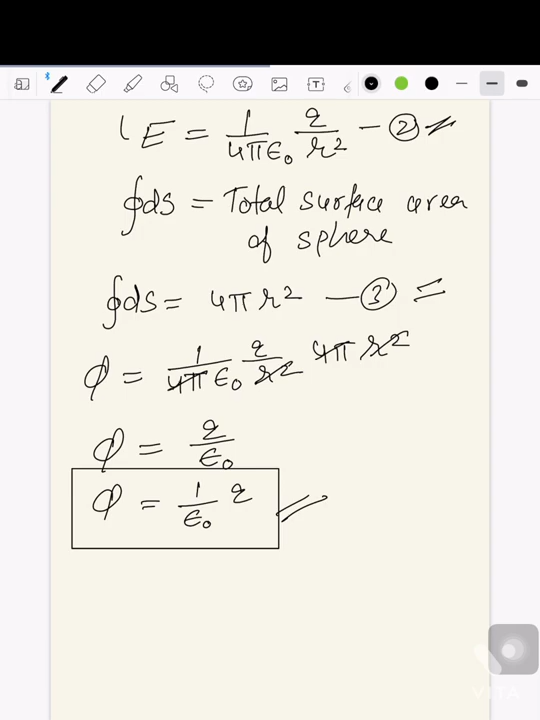 E = 1/4πε₀ q/r² — ②
∮ds = Total surface area
of sphere
∮ds = 4πr² — ③
φ = 1/4πε₀ q/r² 4πr²
φ = q/ε₀
φ = 1/ε₀ q
VITA